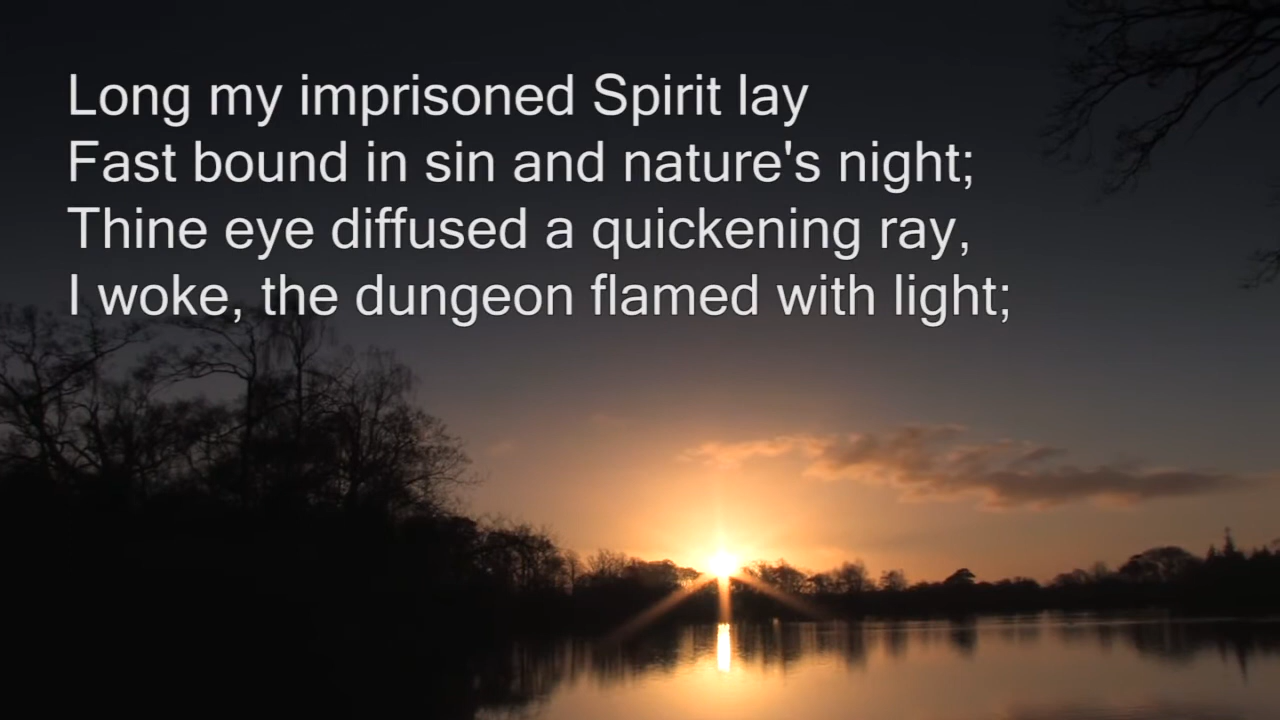 Long my imprisoned Spirit lay
Fast bound in sin and nature's night;
Thine eye diffused a quickening ray,
I woke, the dungeon flamed with light;